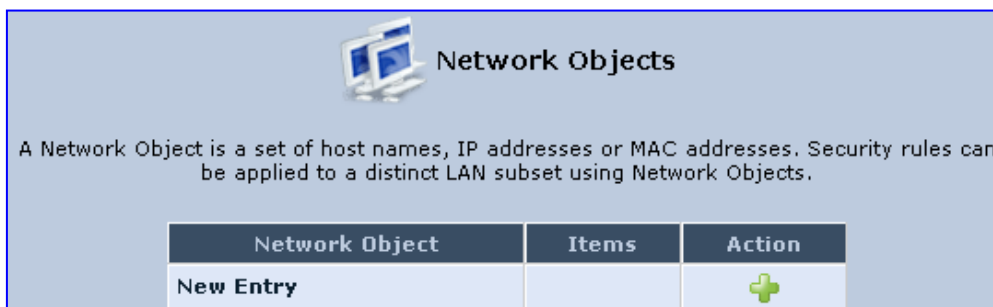 Network Objects
A Network Object is a set of host names, IP addresses or MAC addresses. Security rules can
be applied to a distinct LAN subset using Network Objects.
Network Object Items Action
New Entry